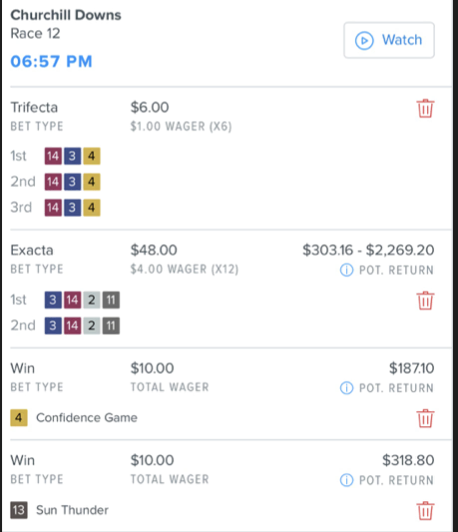 Churchill Downs
Race 12
Watch
06:57 PM
Trifecta $6.00
BET TYPE $1.00 WAGER (X6)
1st 14 3 4
2nd 14 3 4
3rd 14 3 4
Exacta $48.00 $303.16 - $2,269.20
BET TYPE $4.00 WAGER (X12) POT. RETURN
1st 3 14 2 11
2nd 3 14 2 11
Win $10.00 $187.10
BET TYPE TOTAL WAGER POT. RETURN
4 Confidence Game
Win $10.00 $318.80
BET TYPE TOTAL WAGER POT. RETURN
13 Sun Thunder